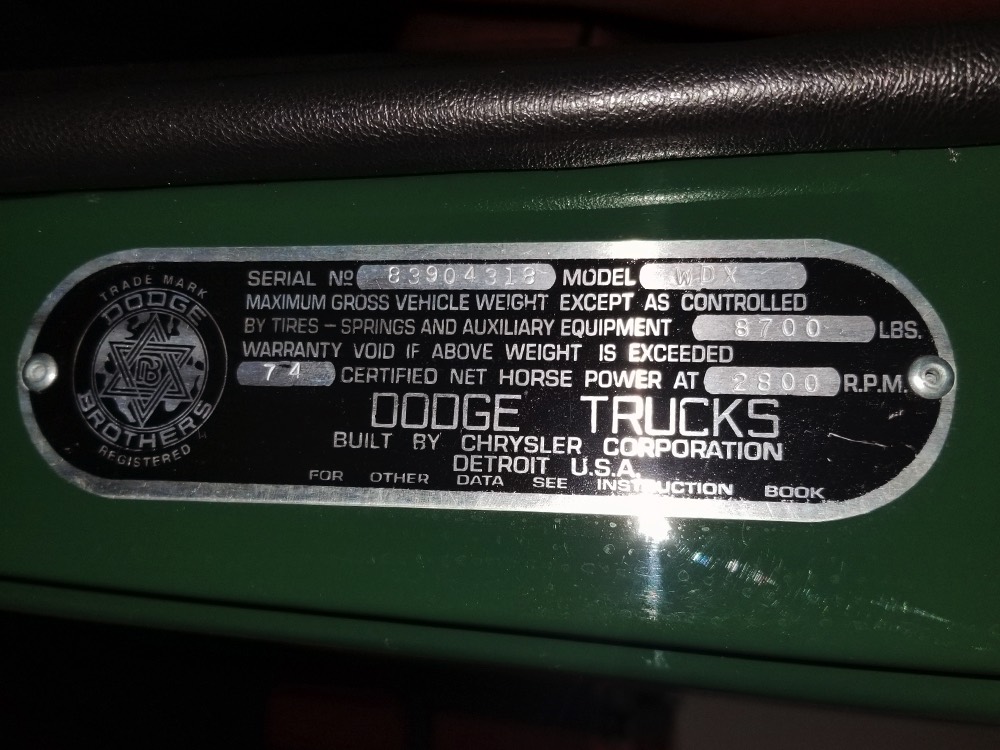 TRADE MARK
DODGE
DB
BROTHERS
REGISTERED
SERIAL Nº 83904318 MODEL WDX
MAXIMUM GROSS VEHICLE WEIGHT EXCEPT AS CONTROLLED
BY TIRES – SPRINGS AND AUXILIARY EQUIPMENT 8700 LBS.
WARRANTY VOID IF ABOVE WEIGHT IS EXCEEDED
74 CERTIFIED NET HORSE POWER AT 2800 R.P.M.
DODGE TRUCKS
BUILT BY CHRYSLER CORPORATION
DETROIT U.S.A.
FOR OTHER DATA SEE INSTRUCTION BOOK